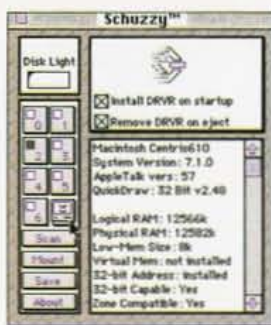 Schuzzy™
Disk Light
Install DRVR on startup
Remove DRVR on eject
0 1
2 3
4 5
6
Scan
Mount
Save
About
Macintosh Centris610
System Version: 7.1.0
AppleTalk vers: 57
QuickDraw: 32 Bit v2.40
Logical RAM: 12566k
Physical RAM: 12582k
Low-Mem Size: 8k
Virtual Mem: not installed
32-bit Address: installed
32-bit Capable: Yes
Zone Compatible: Yes